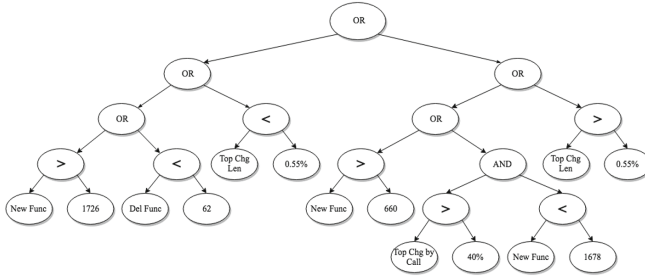 OR
OR
OR
OR
<
OR
>
>
<
Top Chg
Len
0.55%
>
AND
Top Chg
Len
0.55%
New Func
1726
Del Func
62
New Func
660
>
<
Top Chg by
Call
40%
New Func
1678